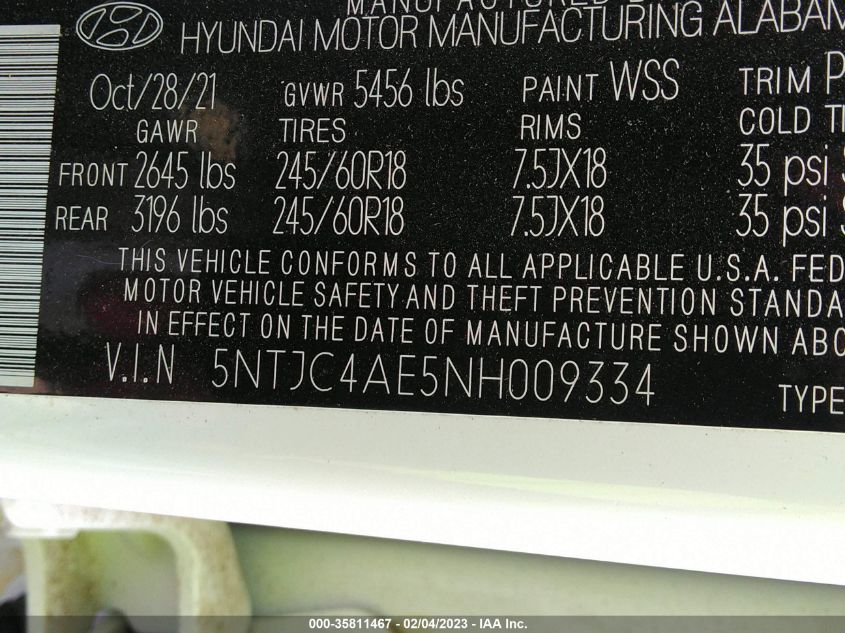 HYUNDAI MOTOR MANUFACTURING ALABAM
Oct/28/21 GVWR 5456 lbs PAINT WSS TRIM P
GAWR TIRES RIMS COLD TI
FRONT 2645 lbs 245/60R18 7.5JX18 35 psi S
REAR 3196 lbs 245/60R18 7.5JX18 35 psi S
THIS VEHICLE CONFORMS TO ALL APPLICABLE U.S.A. FED
MOTOR VEHICLE SAFETY AND THEFT PREVENTION STANDA
IN EFFECT ON THE DATE OF MANUFACTURE SHOWN ABO
V.I.N 5NTJC4AE5NH009334
TYPE
000-35811467 - 02/04/2023 - IAA Inc.